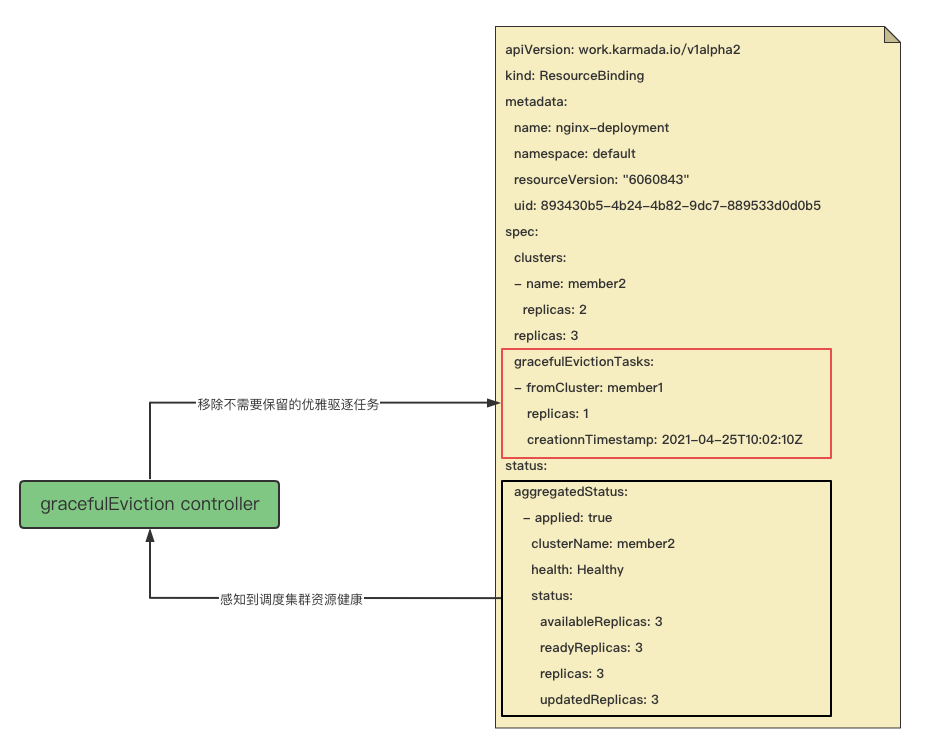 apiVersion: work.karmada.io/v1alpha2
kind: ResourceBinding
metadata:
name: nginx-deployment
namespace: default
resourceVersion: "6060843"
uid: 893430b5-4b24-4b82-9dc7-889533d0d0b5
spec:
clusters:
- name: member2
replicas: 2
replicas: 3
gracefulEvictionTasks:
- fromCluster: member1
replicas: 1
creationnTimestamp: 2021-04-25T10:02:10Z
status:
aggregatedStatus:
- applied: true
clusterName: member2
health: Healthy
status:
availableReplicas: 3
readyReplicas: 3
replicas: 3
updatedReplicas: 3
移除不需要保留的优雅驱逐任务
gracefulEviction controller
感知到调度集群资源健康